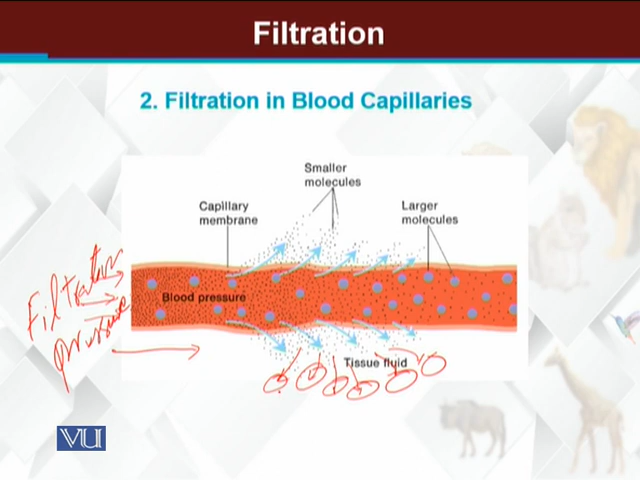 Filtration
2. Filtration in Blood Capillaries
Smaller
molecules
Capillary
membrane
Larger
molecules
Filtration
pressure
Blood pressure
Tissue fluid
VU